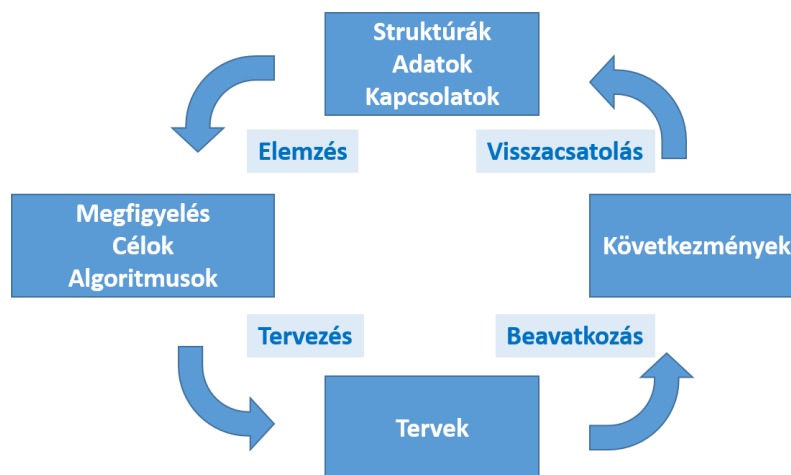 Struktúrák
Adatok
Kapcsolatok
Elemzés
Visszacsatolás
Megfigyelés
Célok
Algoritmusok
Következmények
Tervezés
Beavatkozás
Tervek